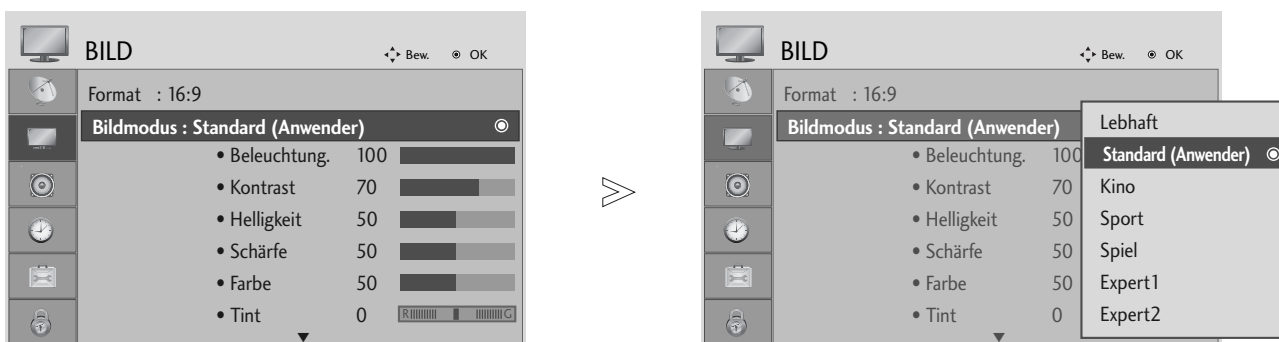 BILD
Bew. OK
Format : 16:9
Bildmodus : Standard (Anwender)
• Beleuchtung. 100
• Kontrast 70
• Helligkeit 50
• Schärfe 50
• Farbe 50
• Tint 0 R G
BILD
Bew. OK
Format : 16:9
Bildmodus : Standard (Anwender)
• Beleuchtung. 100
• Kontrast 70
• Helligkeit 50
• Schärfe 50
• Farbe 50
• Tint 0
Lebhaft
Standard (Anwender)
Kino
Sport
Spiel
Expert1
Expert2